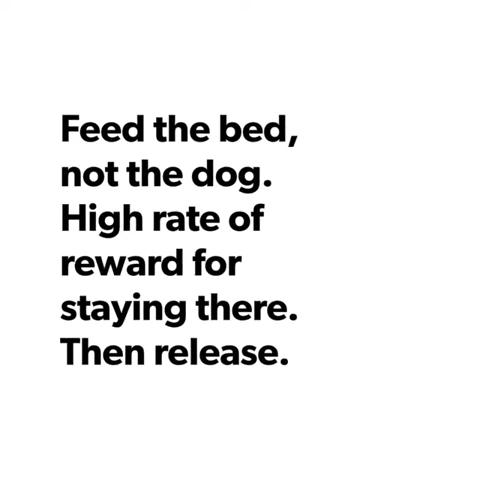 Feed the bed,
not the dog.
High rate of
reward for
staying there.
Then release.